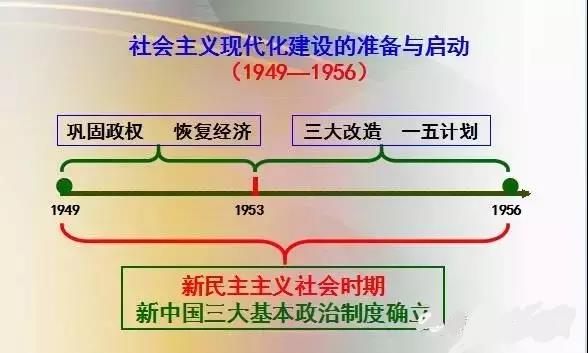 社会主义现代化建设的准备与启动
（1949—1956）
巩固政权 恢复经济
三大改造 一五计划
1949 1953 1956
新民主主义社会时期
新中国三大基本政治制度确立